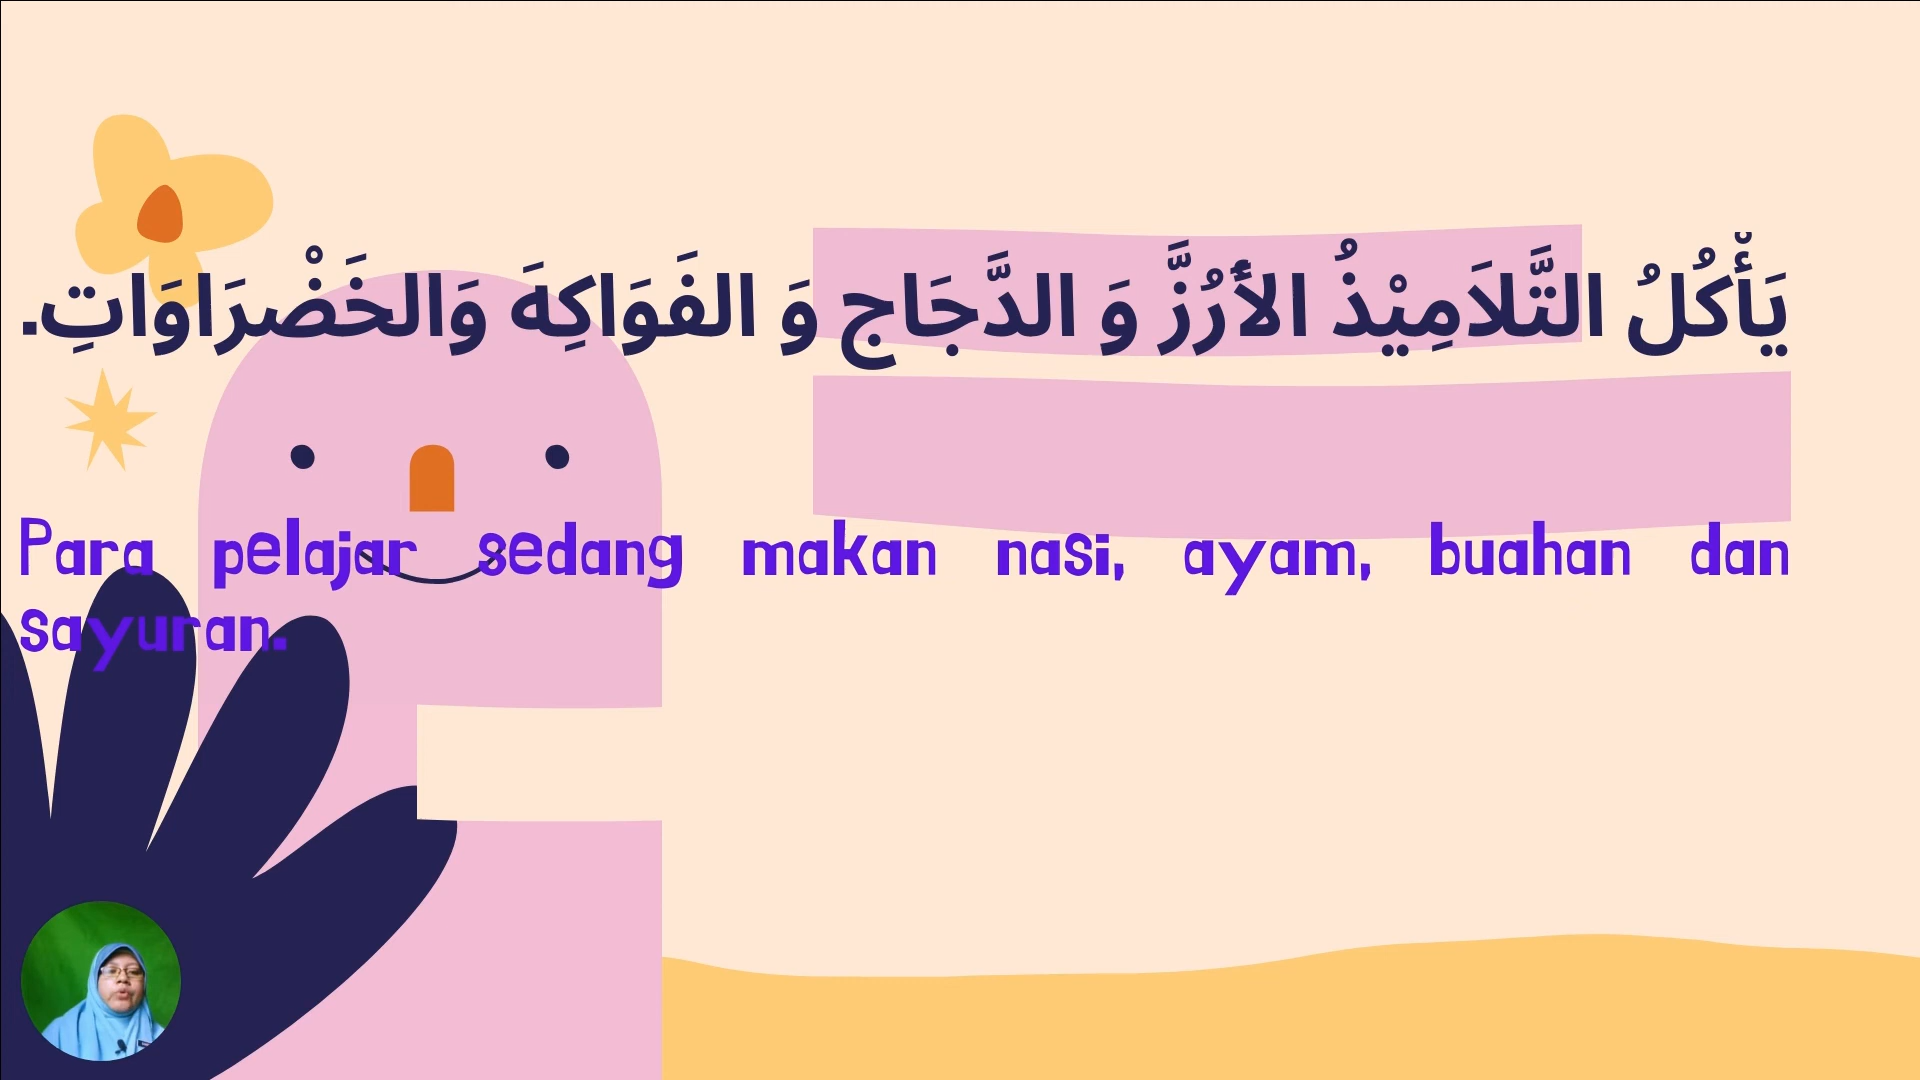 يَأْكُلُ التَّلَامِيْذُ الأَرُزَّ وَ الدَّجَاج وَ الفَوَاكِهَ وَالخَضْرَاوَاتِ.
Para pelajar sedang makan nasi, ayam, buahan dan
sayuran.